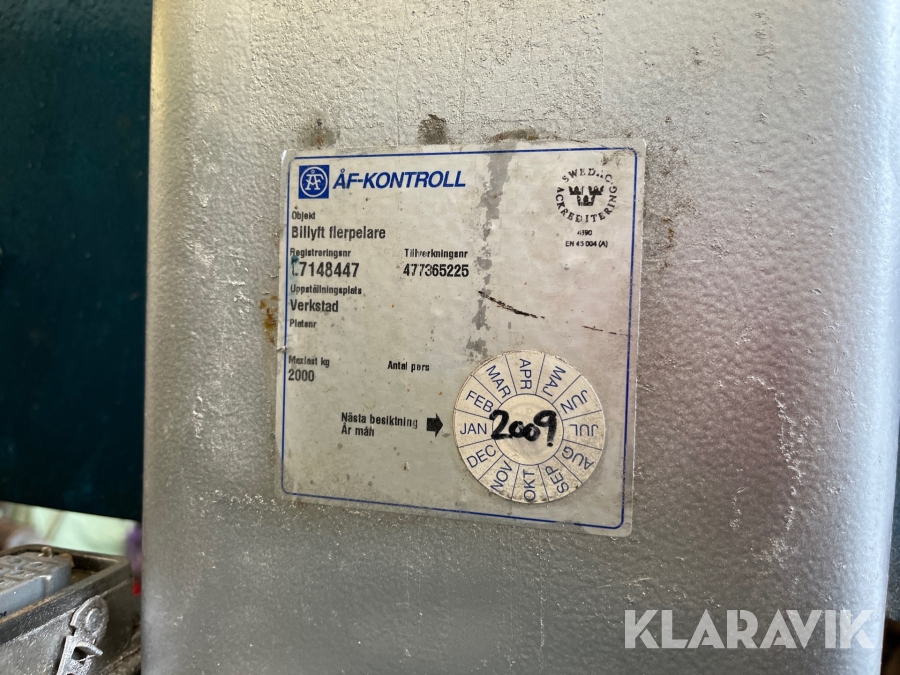 ÅF ÅF-KONTROLL
SWEDAC
ACKREDITERING
EN 45 004 (A)
Objekt
Billyft flerpelare
Registreringsnr Tillverkningsnr
L7148447 477365225
Uppställningsplats
Verkstad
Platsnr
Maxlast kg Antal pers
2000
Nästa besiktning
År mån
JAN FEB MAR APR MAJ JUN JUL AUG SEP OKT NOV DEC
2009
KLARAVIK